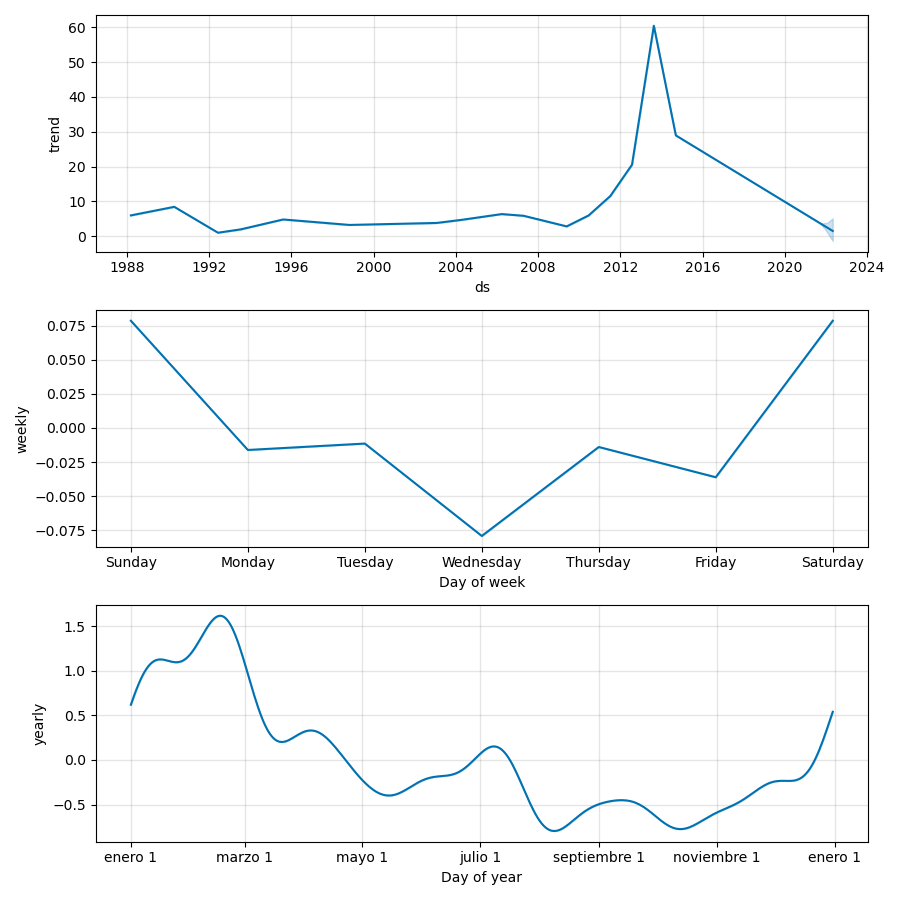 60
50
40
30
20
10
0
trend
1988 1992 1996 2000 2004 2008 2012 2016 2020 2024
ds
0.075
0.050
0.025
0.000
−0.025
−0.050
−0.075
weekly
Sunday Monday Tuesday Wednesday Thursday Friday Saturday
Day of week
1.5
1.0
0.5
0.0
−0.5
yearly
enero 1 marzo 1 mayo 1 julio 1 septiembre 1 noviembre 1 enero 1
Day of year